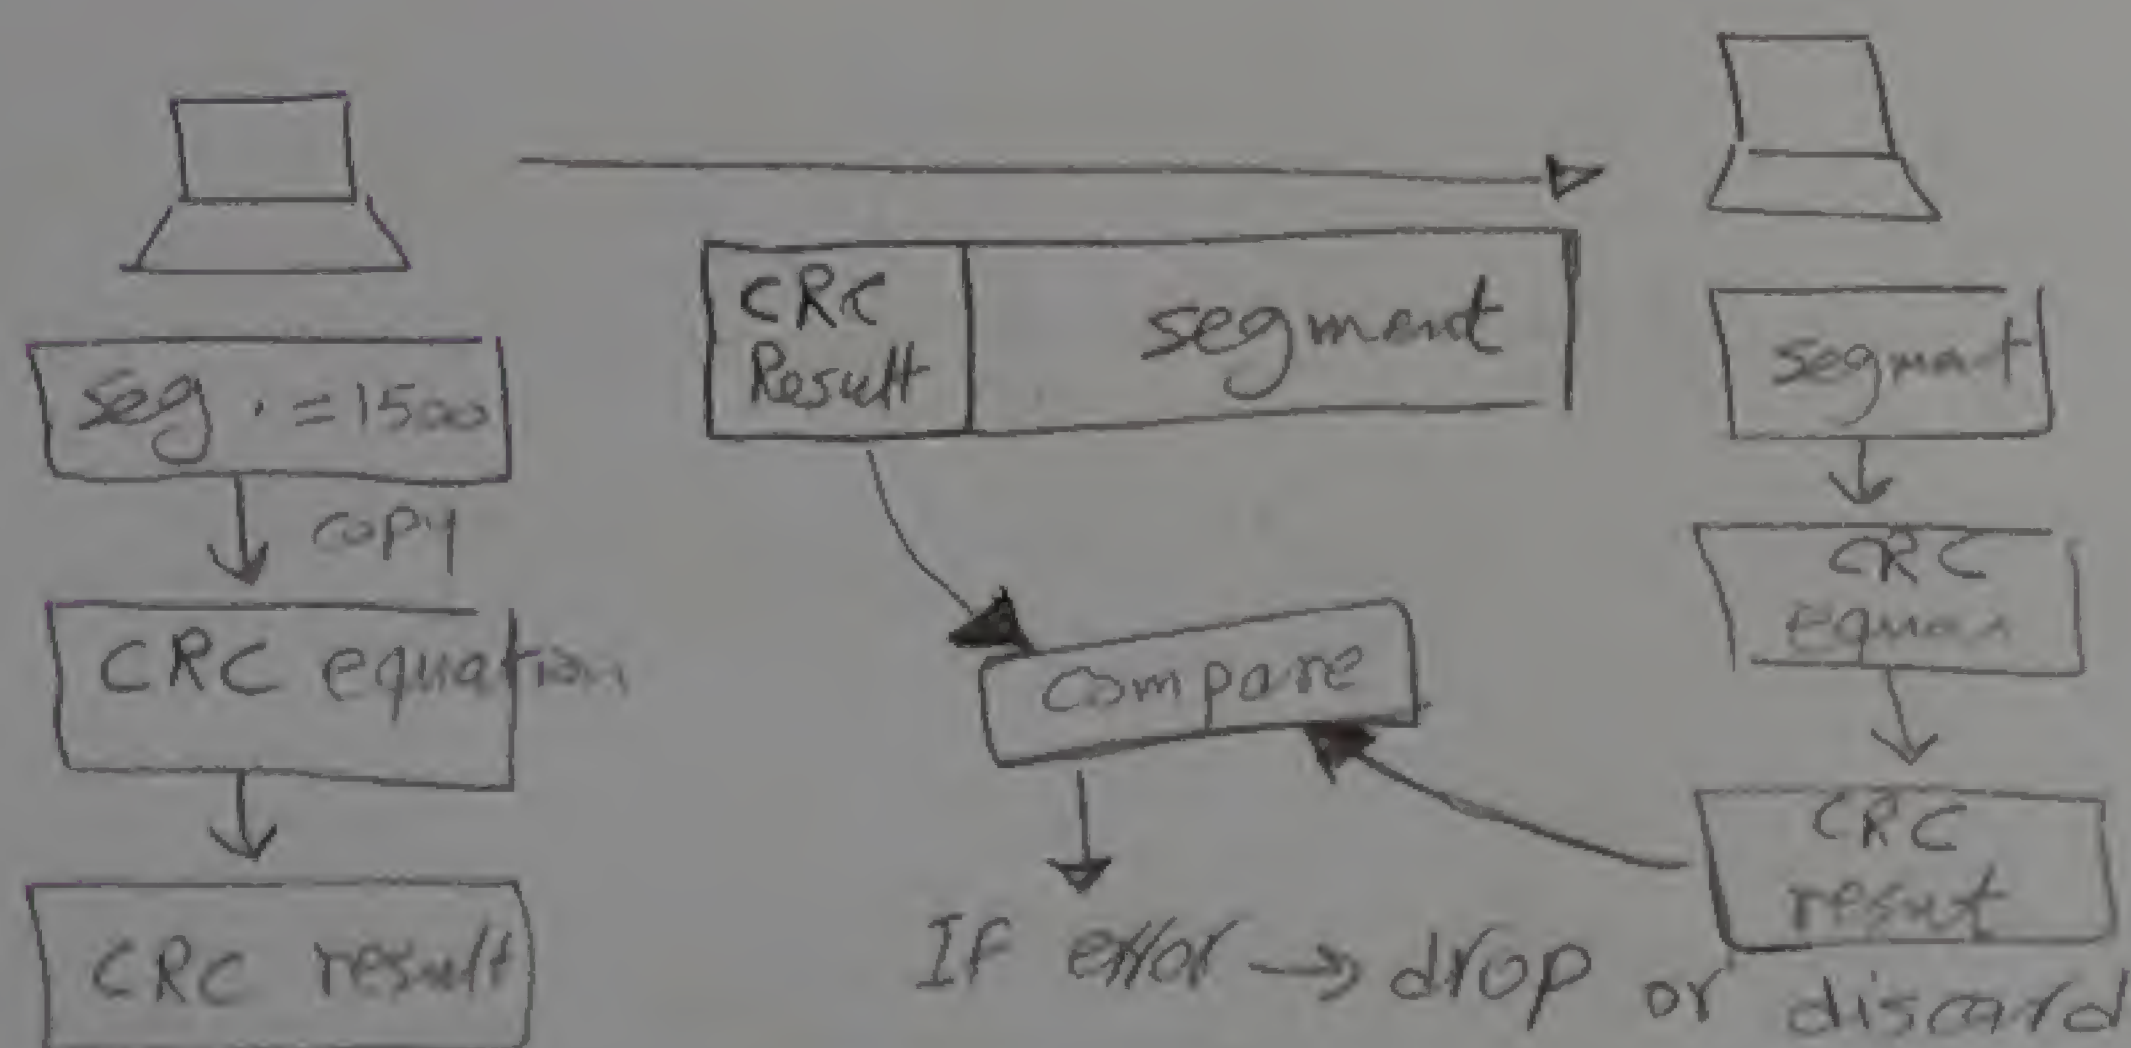 seg . = 1500
copy
CRC equation
CRC result
CRC
Result
segment
compare
If error → drop or discard
segment
CRC
CRC